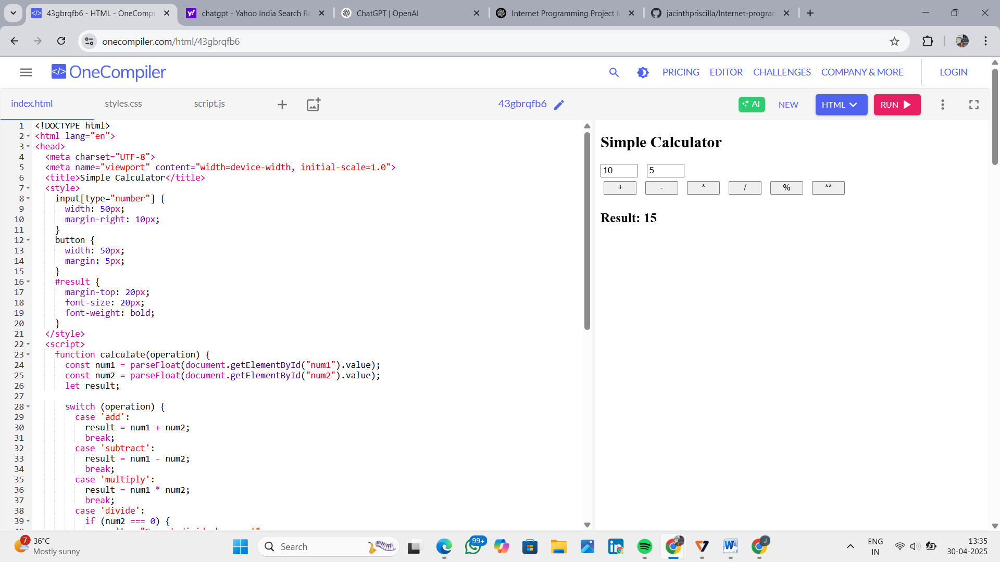 43gbrqfb6 - HTML - OneCompi
chatgpt - Yahoo India Search Re
ChatGPT | OpenAI
Internet Programming Project I
jacinthpriscilla/Internet-program
onecompiler.com/html/43gbrqfb6
OneCompiler
PRICING
EDITOR
CHALLENGES
COMPANY & MORE
LOGIN
index.html
styles.css
script.js
43gbrqfb6
AI
NEW
HTML
RUN
1 <!DOCTYPE html>
2 <html lang="en">
3 <head>
4 <meta charset="UTF-8">
5 <meta name="viewport" content="width=device-width, initial-scale=1.0">
6 <title>Simple Calculator</title>
7 <style>
8 input[type="number"] {
9 width: 50px;
10 margin-right: 10px;
11 }
12 button {
13 width: 50px;
14 margin: 5px;
15 }
16 #result {
17 margin-top: 20px;
18 font-size: 20px;
19 font-weight: bold;
20 }
21 </style>
22 <script>
23 function calculate(operation) {
24 const num1 = parseFloat(document.getElementById("num1").value);
25 const num2 = parseFloat(document.getElementById("num2").value);
26 let result;
27
28 switch (operation) {
29 case 'add':
30 result = num1 + num2;
31 break;
32 case 'subtract':
33 result = num1 - num2;
34 break;
35 case 'multiply':
36 result = num1 * num2;
37 break;
38 case 'divide':
39 if (num2 === 0) {
Simple Calculator
10 5
+ - * / % **
Result: 15
7
36°C
Mostly sunny
Search
99+
J
ENG
IN
13:35
30-04-2025